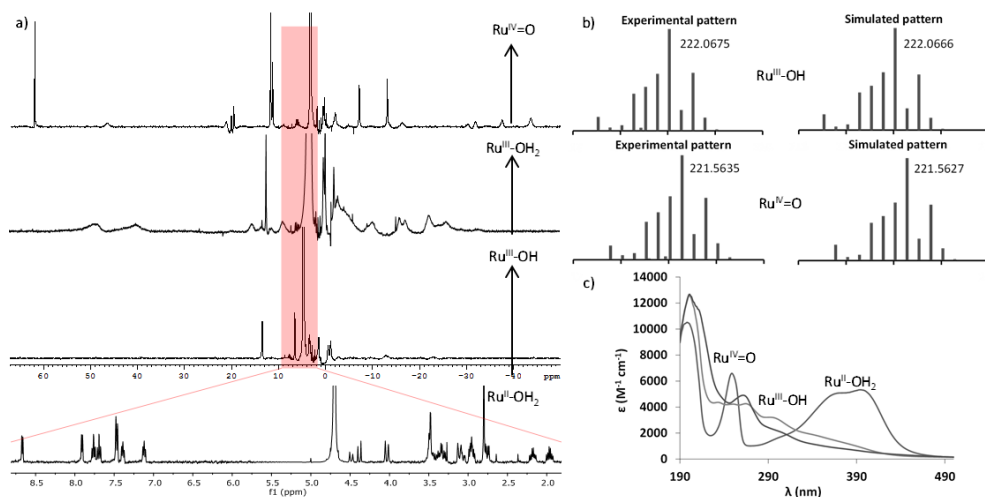 a)
Ru^IV=O
Ru^III-OH₂
Ru^III-OH
60 50 40 30 20 10 0 -10 -20 -30 -40 ppm
Ru^II-OH₂
8.5 8.0 7.5 7.0 6.5 6.0 5.5 5.0 4.5 4.0 3.5 3.0 2.5 2.0
f1 (ppm)
b)
Experimental pattern Simulated pattern
222.0675 222.0666
Ru^III-OH
Experimental pattern Simulated pattern
221.5635 221.5627
Ru^IV=O
c)
14000
12000
10000
8000
6000
4000
2000
0
ε (M⁻¹ cm⁻¹)
Ru^IV=O
Ru^III-OH
Ru^II-OH₂
190 290 390 490
λ (nm)